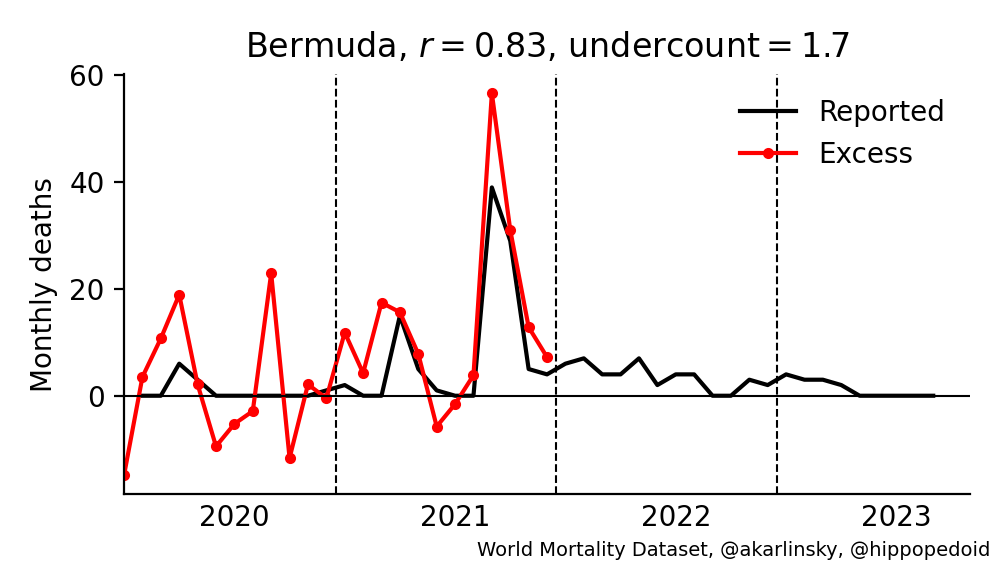 Bermuda, r = 0.83, undercount = 1.7
Monthly deaths
60
40
20
0
Reported
Excess
2020 2021 2022 2023
World Mortality Dataset, @akarlinsky, @hippopedoid